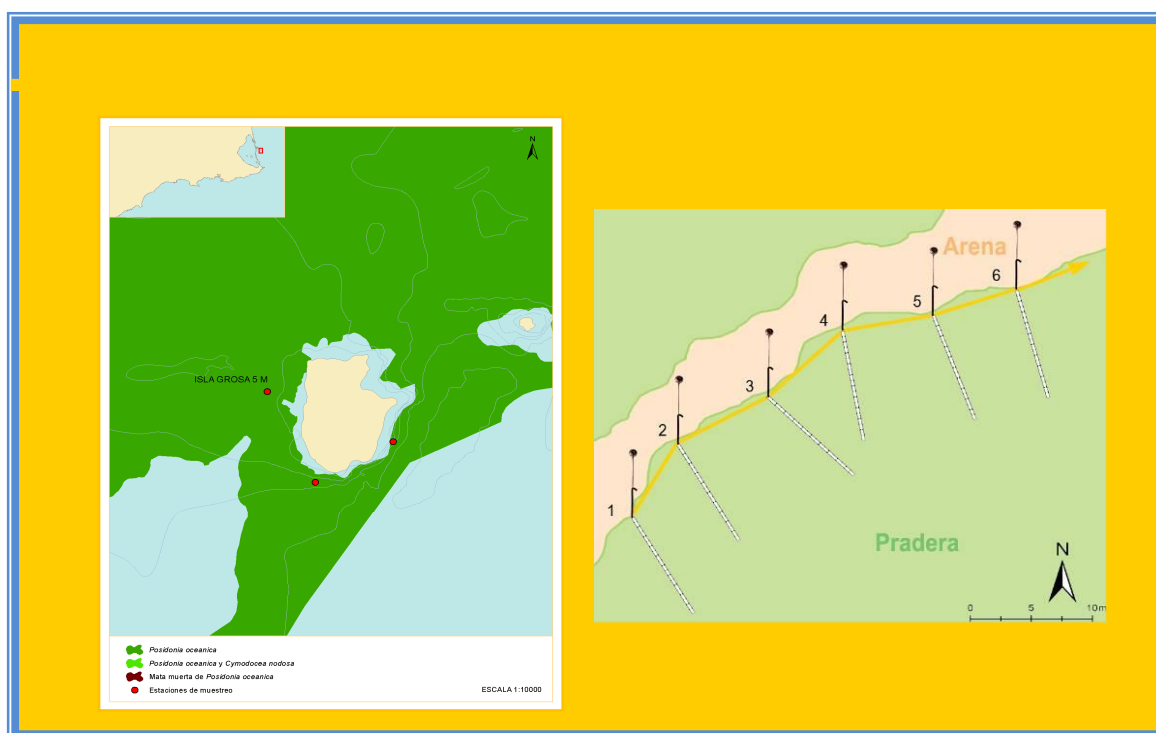 N
ISLA GROSA 5 M
Posidonia oceanica
Posidonia oceanica y Cymodocea nodosa
Mata muerta de Posidonia oceanica
Estaciones de muestreo
ESCALA 1:10000
Arena
6
5
4
3
2
1
Pradera
N
0 5 10m